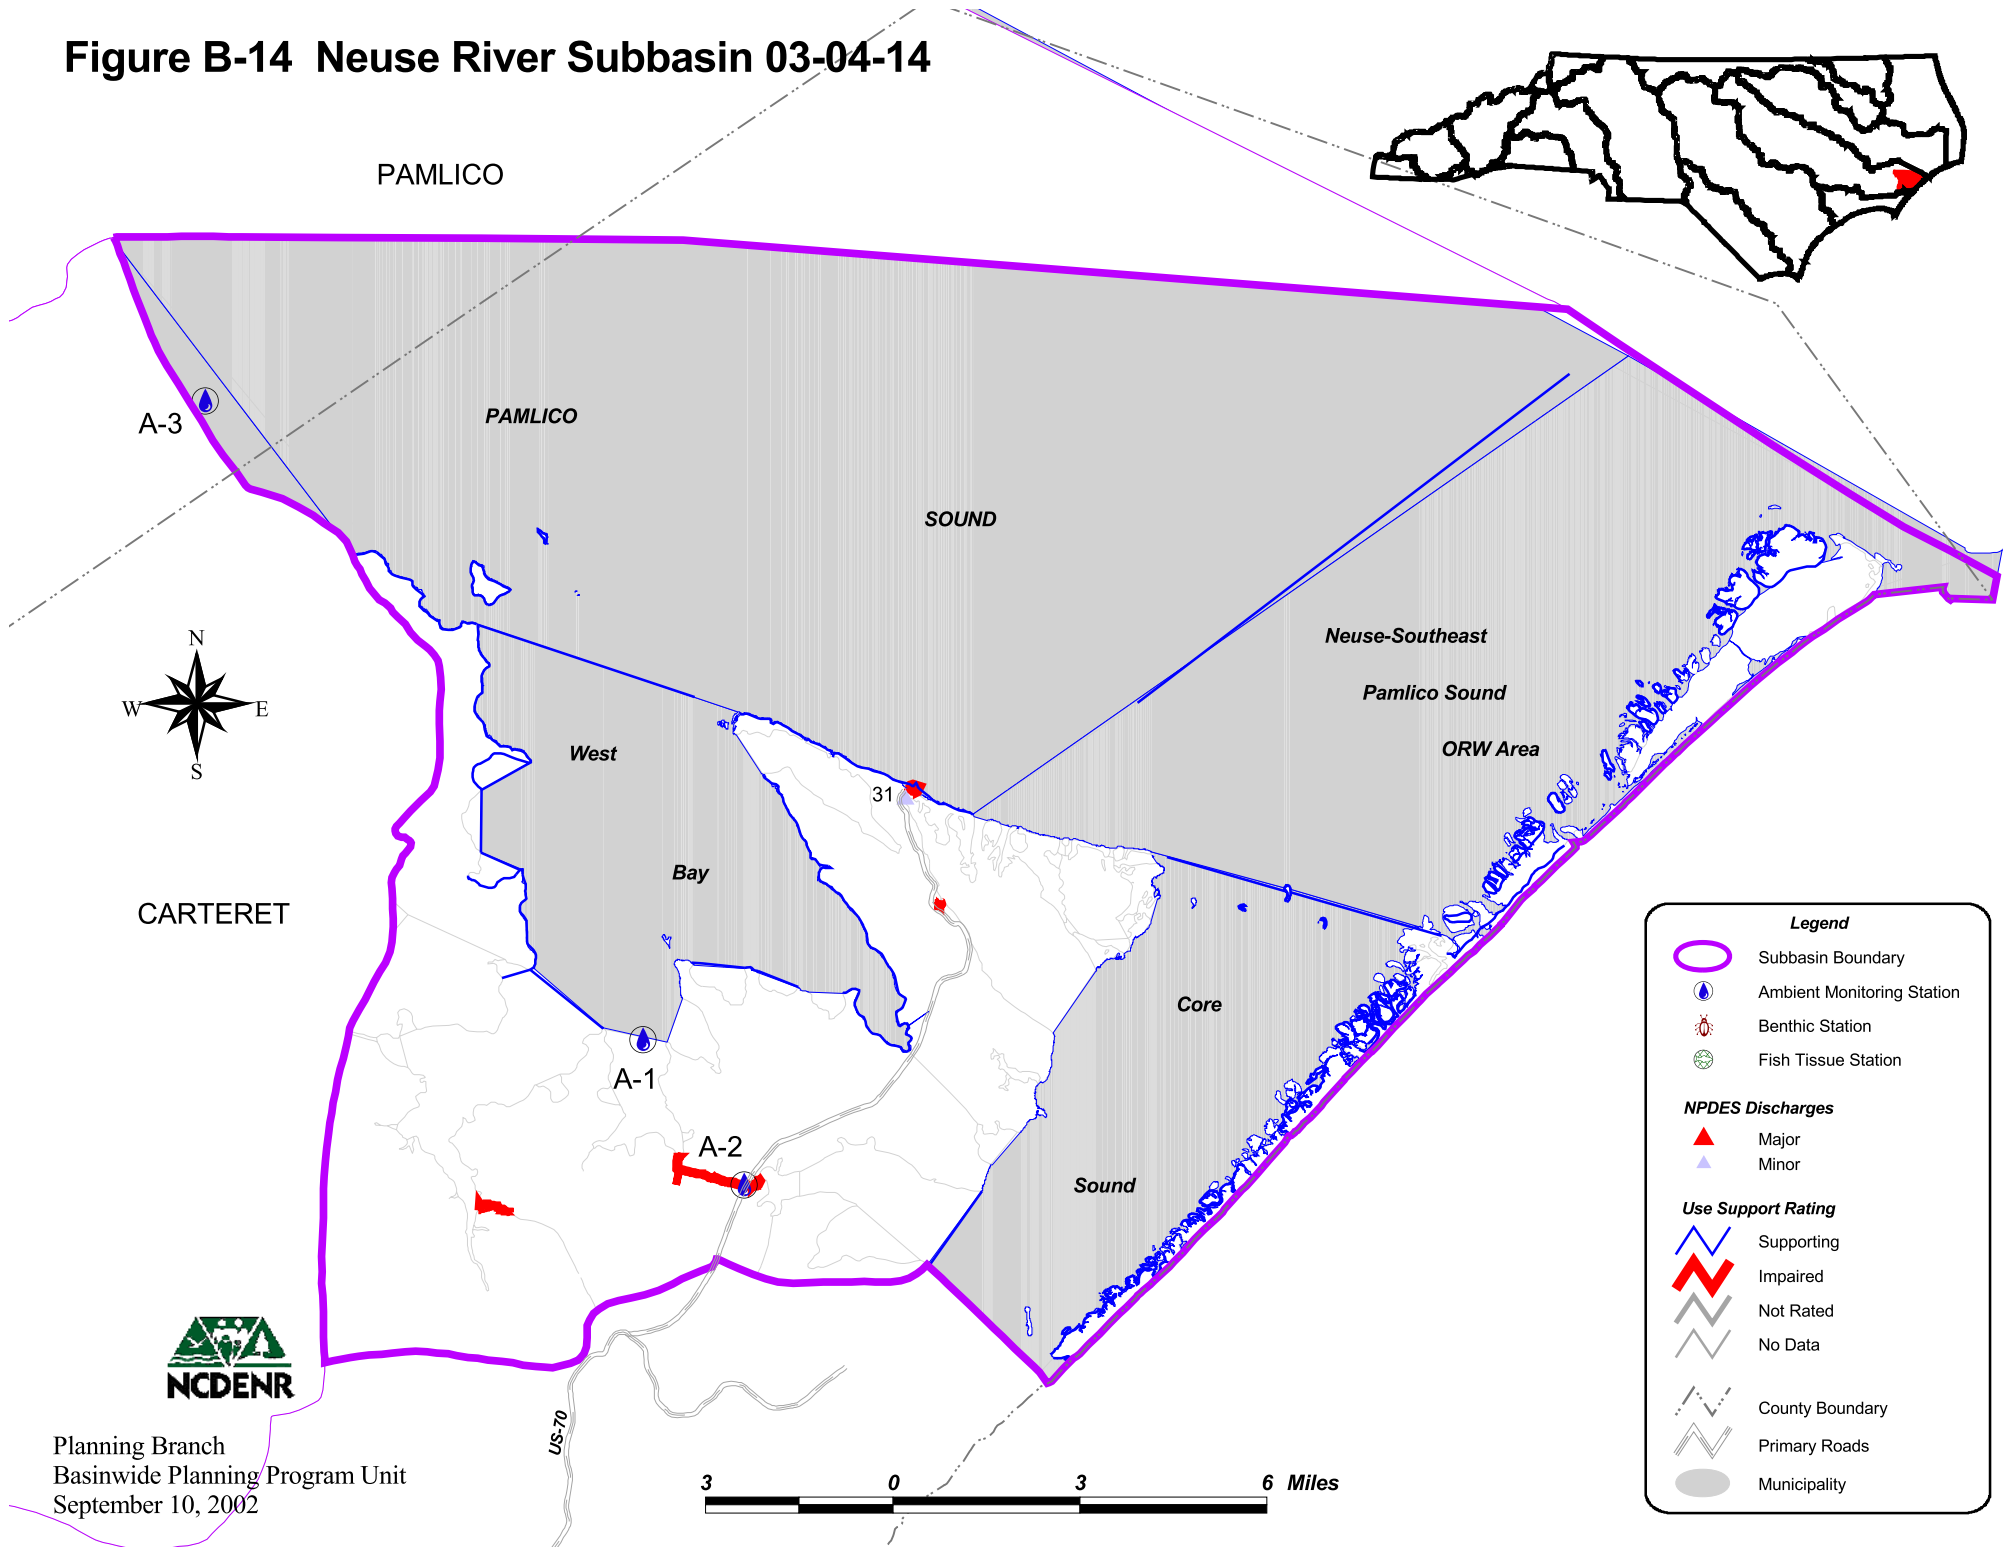 Figure B-14 Neuse River Subbasin 03-04-14
PAMLICO
A-3
PAMLICO
SOUND
N
W E
S
Neuse-Southeast
Pamlico Sound
ORW Area
West
31
Bay
CARTERET
Core
A-1
A-2
Sound
US-70
NCDENR
Planning Branch
Basinwide Planning Program Unit
September 10, 2002
3 0 3 6 Miles
Legend
Subbasin Boundary
Ambient Monitoring Station
Benthic Station
Fish Tissue Station
NPDES Discharges
Major
Minor
Use Support Rating
Supporting
Impaired
Not Rated
No Data
County Boundary
Primary Roads
Municipality